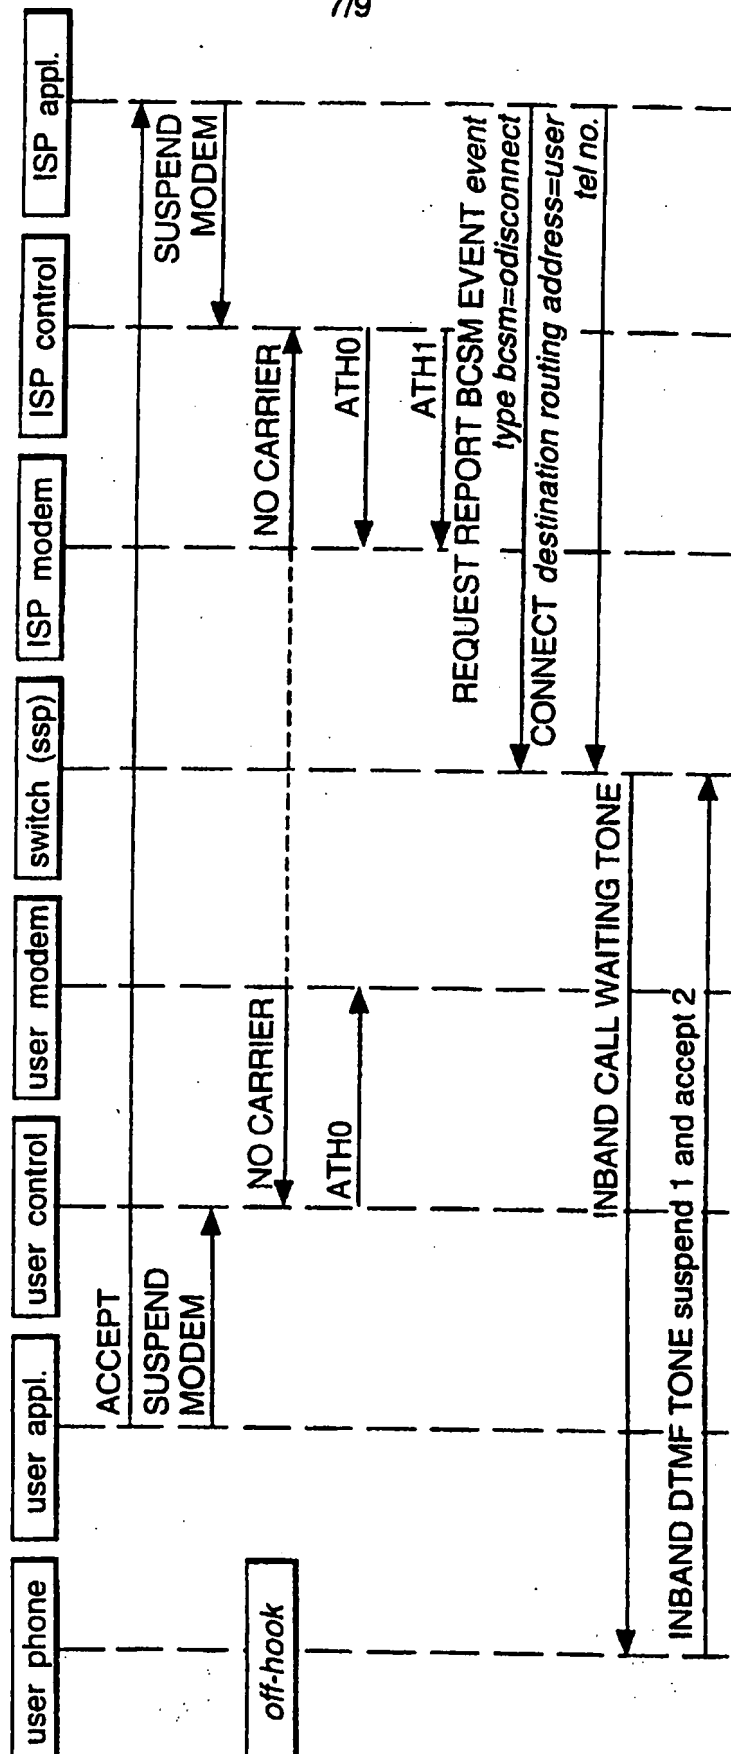 7/9
user phone
user appl.
user control
user modem
switch (ssp)
ISP modem
ISP control
ISP appl.
ACCEPT
SUSPEND
MODEM
SUSPEND
MODEM
off-hook
NO CARRIER
NO CARRIER
ATH0
ATH0
ATH1
REQUEST REPORT BCSM EVENT event
type bcsm=odisconnect
CONNECT destination routing address=user
tel no.
INBAND CALL WAITING TONE
INBAND DTMF TONE suspend 1 and accept 2